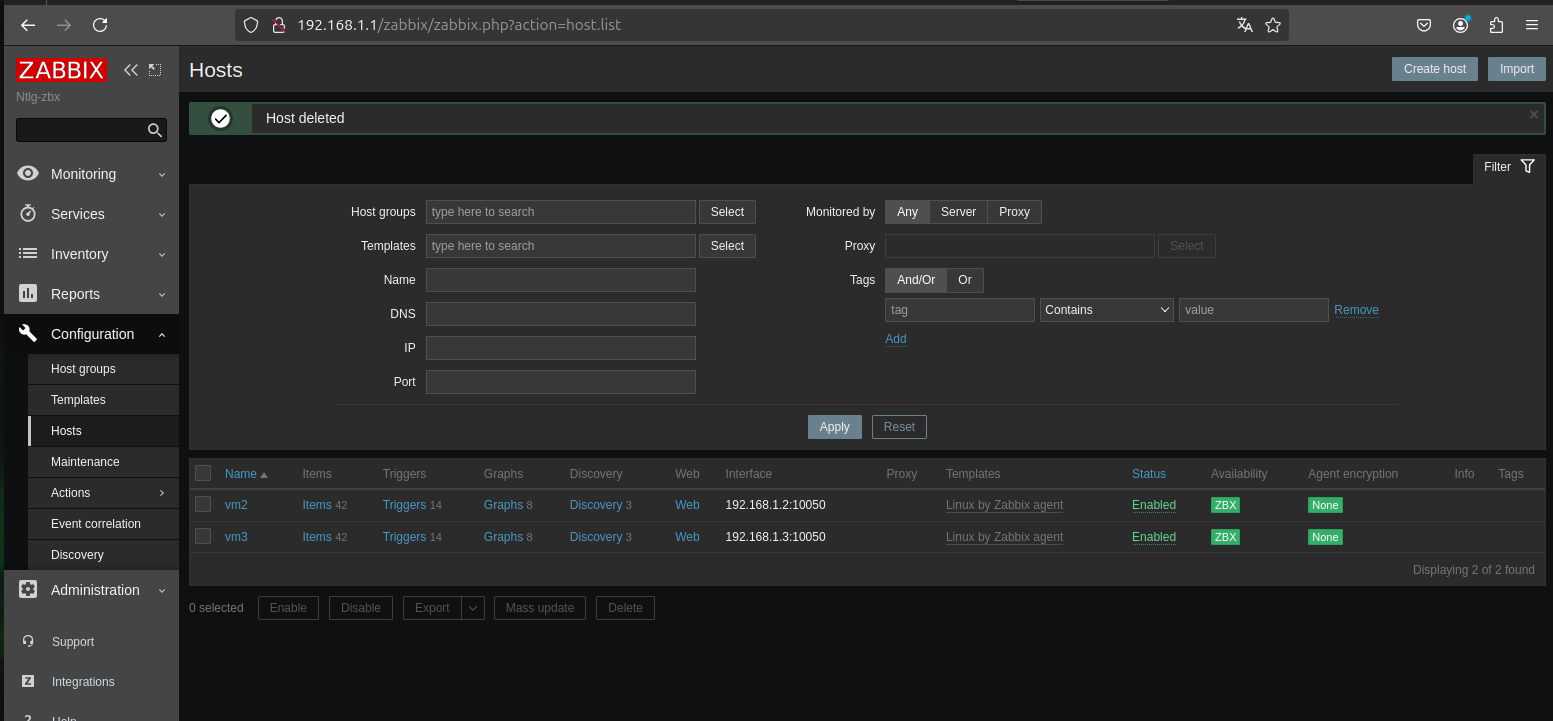 192.168.1.1/zabbix/zabbix.php?action=host.list
ZABBIX
Ntlg-zbx
Monitoring
Services
Inventory
Reports
Configuration
Host groups
Templates
Hosts
Maintenance
Actions
Event correlation
Discovery
Administration
Support
Integrations
Help
Hosts
Create host Import
Host deleted
Filter
Host groups type here to search Select
Templates type here to search Select
Name
DNS
IP
Port
Monitored by Any Server Proxy
Proxy Select
Tags And/Or Or
tag Contains value Remove
Add
Apply Reset
Name Items Triggers Graphs Discovery Web Interface Proxy Templates Status Availability Agent encryption Info Tags
vm2 Items 42 Triggers 14 Graphs 8 Discovery 3 Web 192.168.1.2:10050 Linux by Zabbix agent Enabled ZBX None
vm3 Items 42 Triggers 14 Graphs 8 Discovery 3 Web 192.168.1.3:10050 Linux by Zabbix agent Enabled ZBX None
Displaying 2 of 2 found
0 selected Enable Disable Export Mass update Delete